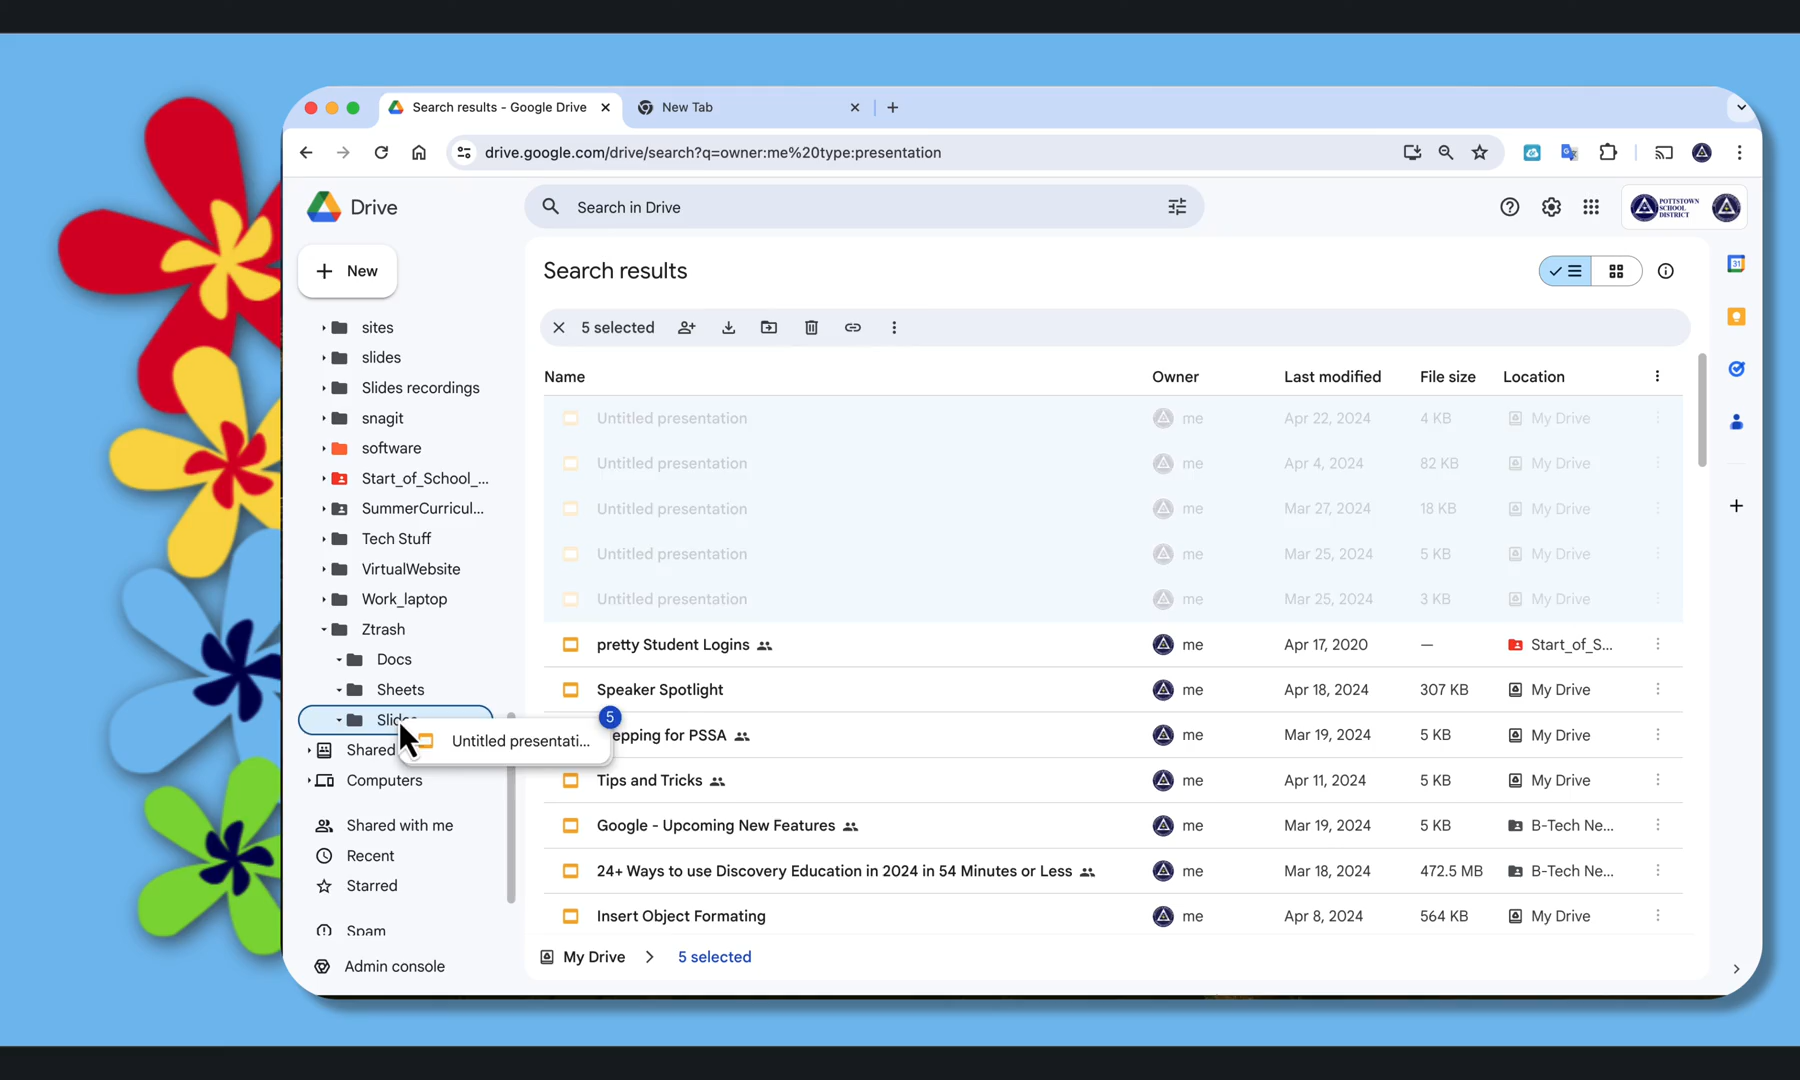 Search results - Google Drive
New Tab
drive.google.com/drive/search?q=owner:me%20type:presentation
Drive
Search in Drive
POTTSTOWN
SCHOOL
DISTRICT
New
Search results
5 selected
sites
slides
Slides recordings
snagit
software
Start_of_School_...
SummerCurricul...
Tech Stuff
VirtualWebsite
Work_laptop
Ztrash
Docs
Sheets
Slides
Shared
Computers
Shared with me
Recent
Starred
Spam
Admin console
Name Owner Last modified File size Location
Untitled presentation me Apr 22, 2024 4 KB My Drive
Untitled presentation me Apr 4, 2024 82 KB My Drive
Untitled presentation me Mar 27, 2024 18 KB My Drive
Untitled presentation me Mar 25, 2024 5 KB My Drive
Untitled presentation me Mar 25, 2024 3 KB My Drive
pretty Student Logins me Apr 17, 2020 — Start_of_S...
Speaker Spotlight me Apr 18, 2024 307 KB My Drive
5
Untitled presentati...
epping for PSSA me Mar 19, 2024 5 KB My Drive
Tips and Tricks me Apr 11, 2024 5 KB My Drive
Google - Upcoming New Features me Mar 19, 2024 5 KB B-Tech Ne...
24+ Ways to use Discovery Education in 2024 in 54 Minutes or Less me Mar 18, 2024 472.5 MB B-Tech Ne...
Insert Object Formating me Apr 8, 2024 564 KB My Drive
My Drive > 5 selected
31